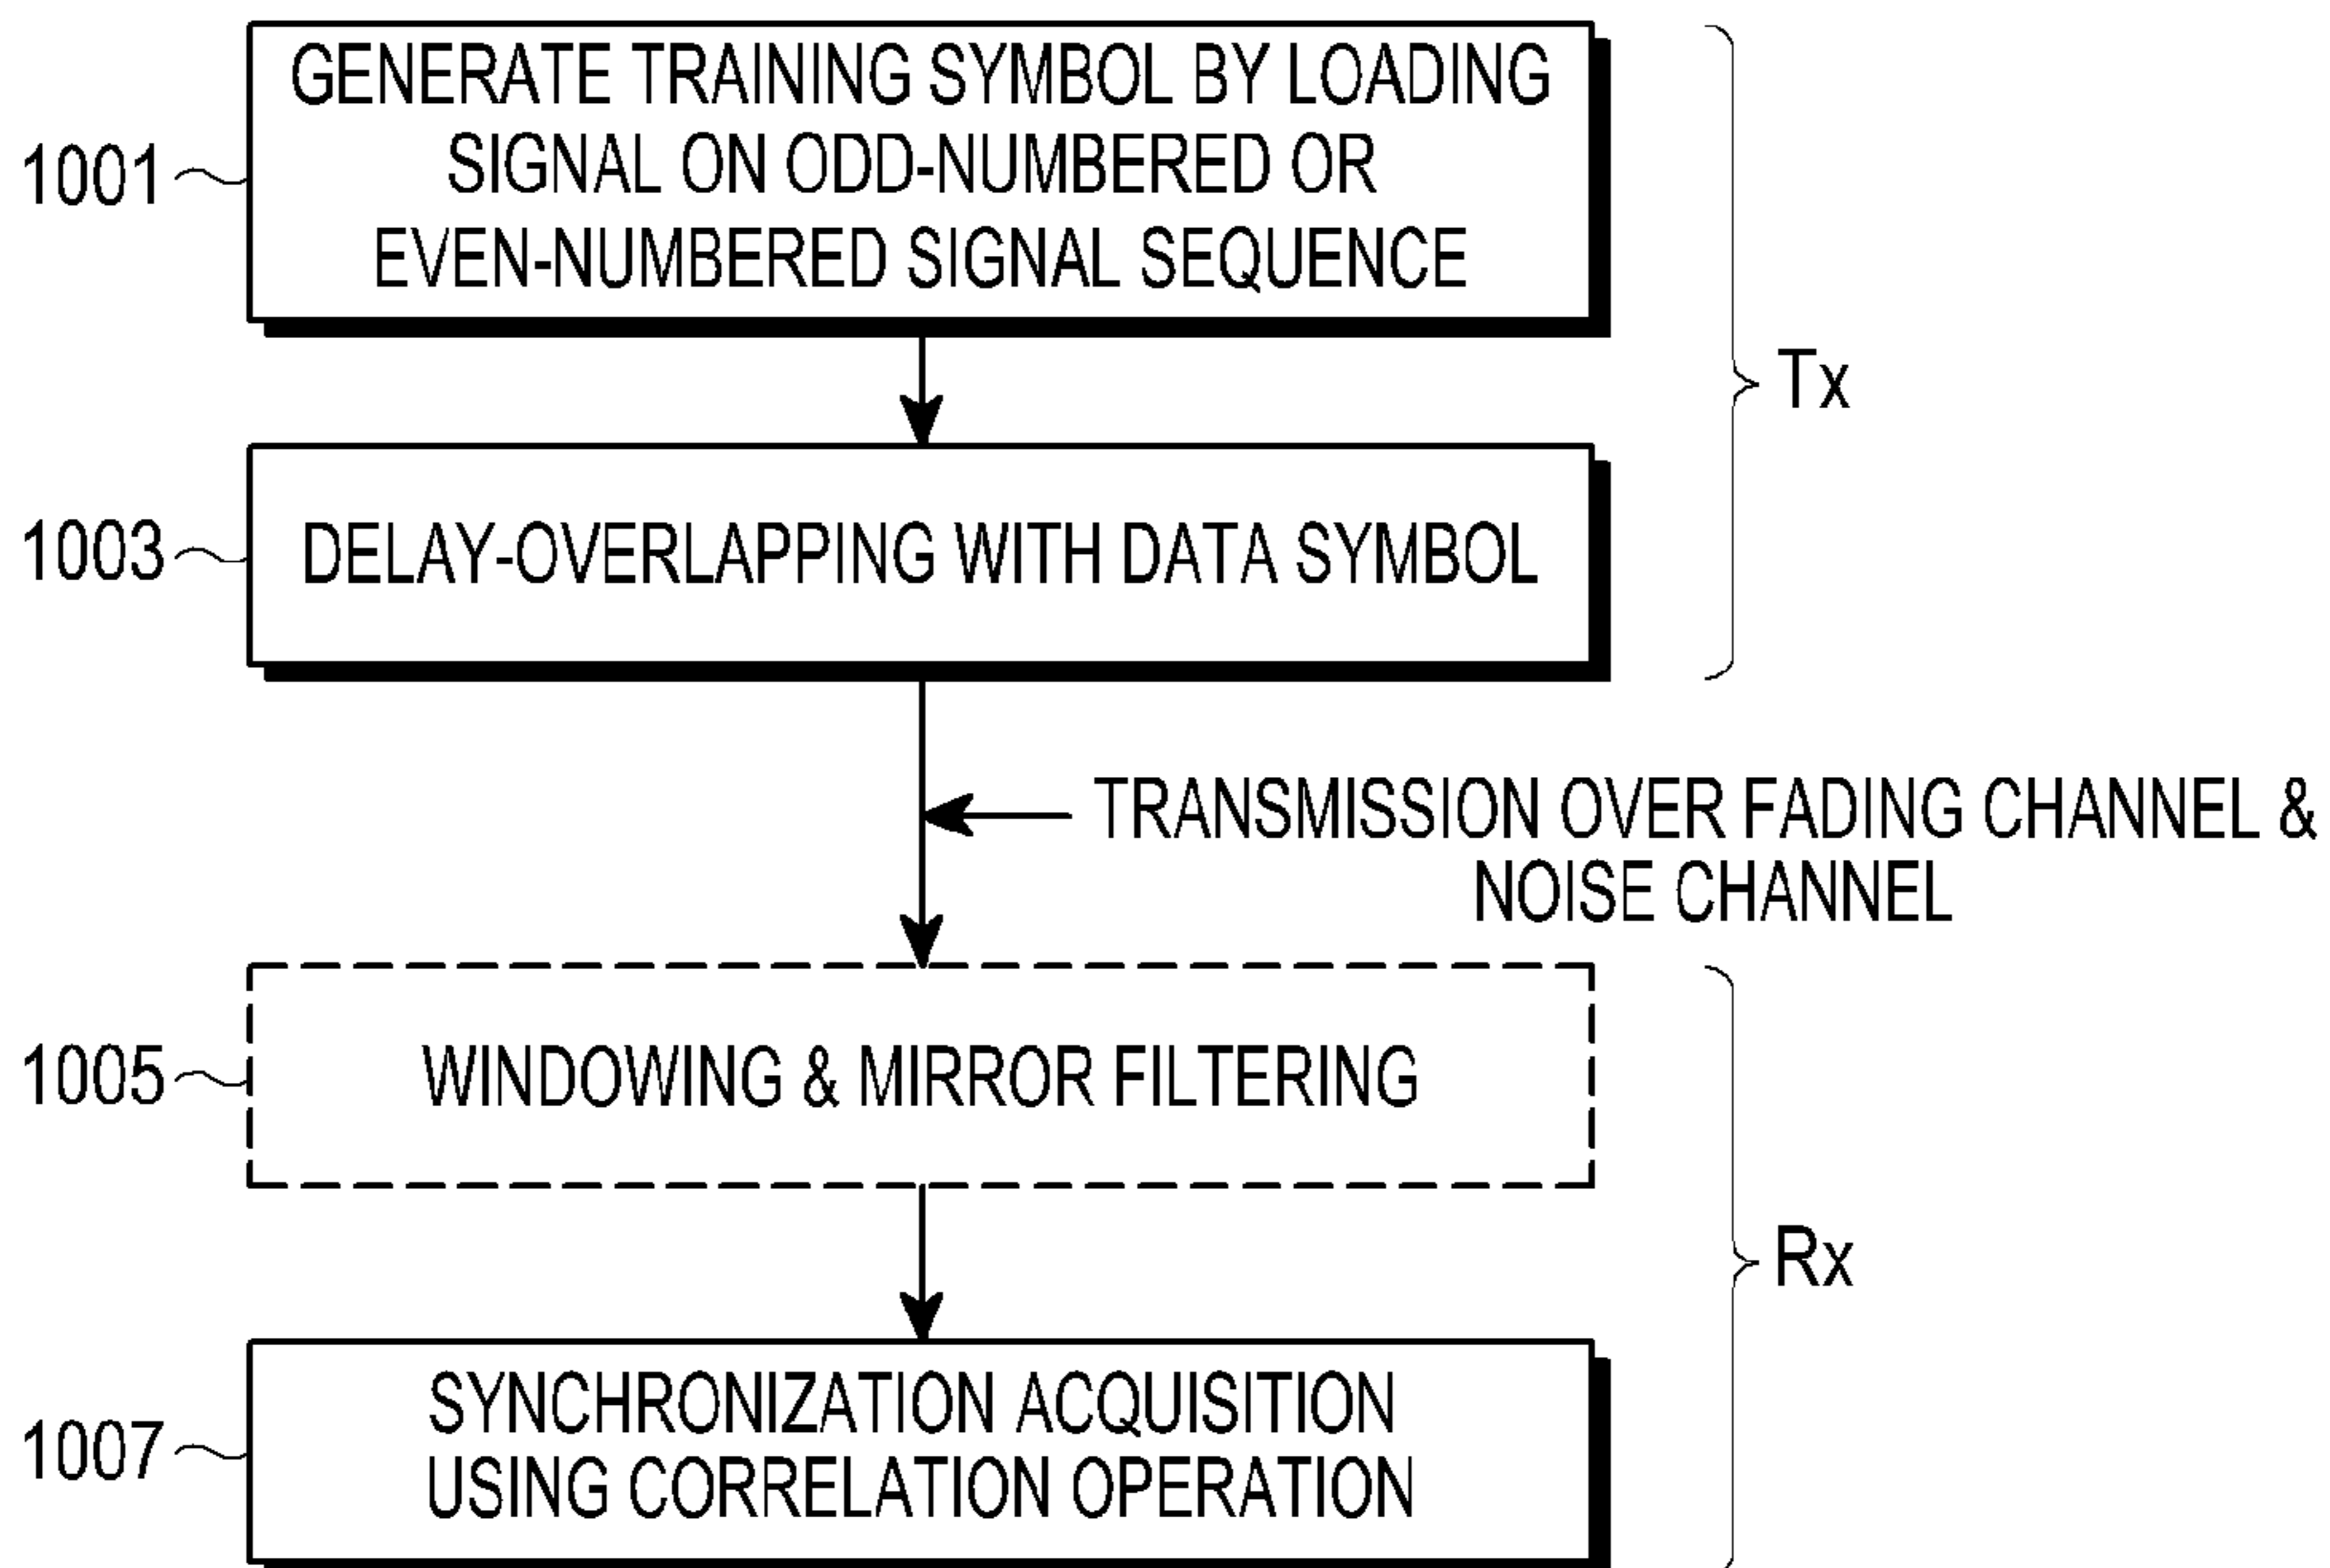 1001
GENERATE TRAINING SYMBOL BY LOADING
SIGNAL ON ODD-NUMBERED OR
EVEN-NUMBERED SIGNAL SEQUENCE
Tx
1003
DELAY-OVERLAPPING WITH DATA SYMBOL
TRANSMISSION OVER FADING CHANNEL &
NOISE CHANNEL
1005
WINDOWING & MIRROR FILTERING
Rx
1007
SYNCHRONIZATION ACQUISITION
USING CORRELATION OPERATION